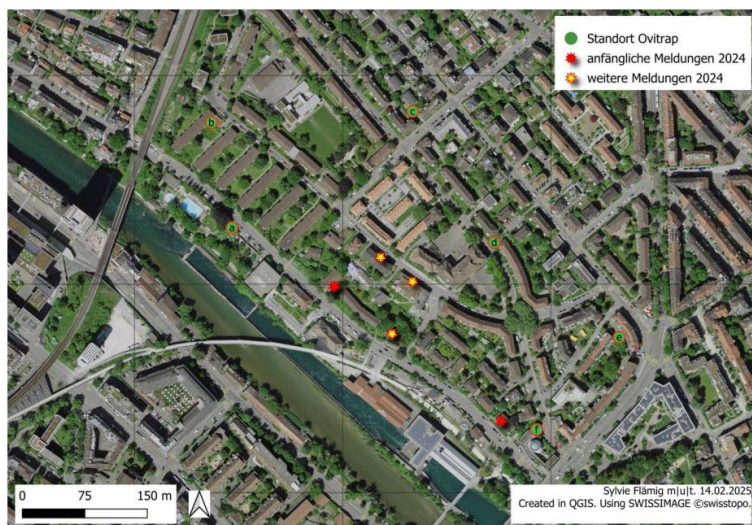 Standort Ovitrap
anfängliche Meldungen 2024
weitere Meldungen 2024
c
b
a
d
e
f
0 75 150 m
Sylvie Flämig m|u|t. 14.02.2025
Created in QGIS. Using SWISSIMAGE ©swisstopo.